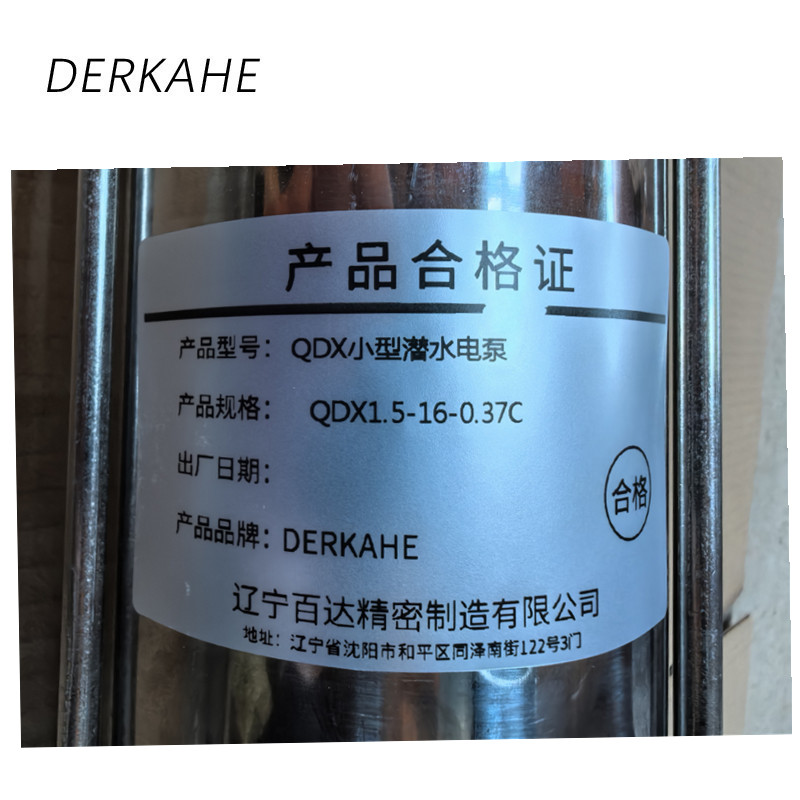 DERKAHE
产品合格证
产品型号： QDX小型潜水电泵
产品规格： QDX1.5-16-0.37C
出厂日期：
合格
产品品牌：DERKAHE
辽宁百达精密制造有限公司
地址：辽宁省沈阳市和平区同泽南街122号3门